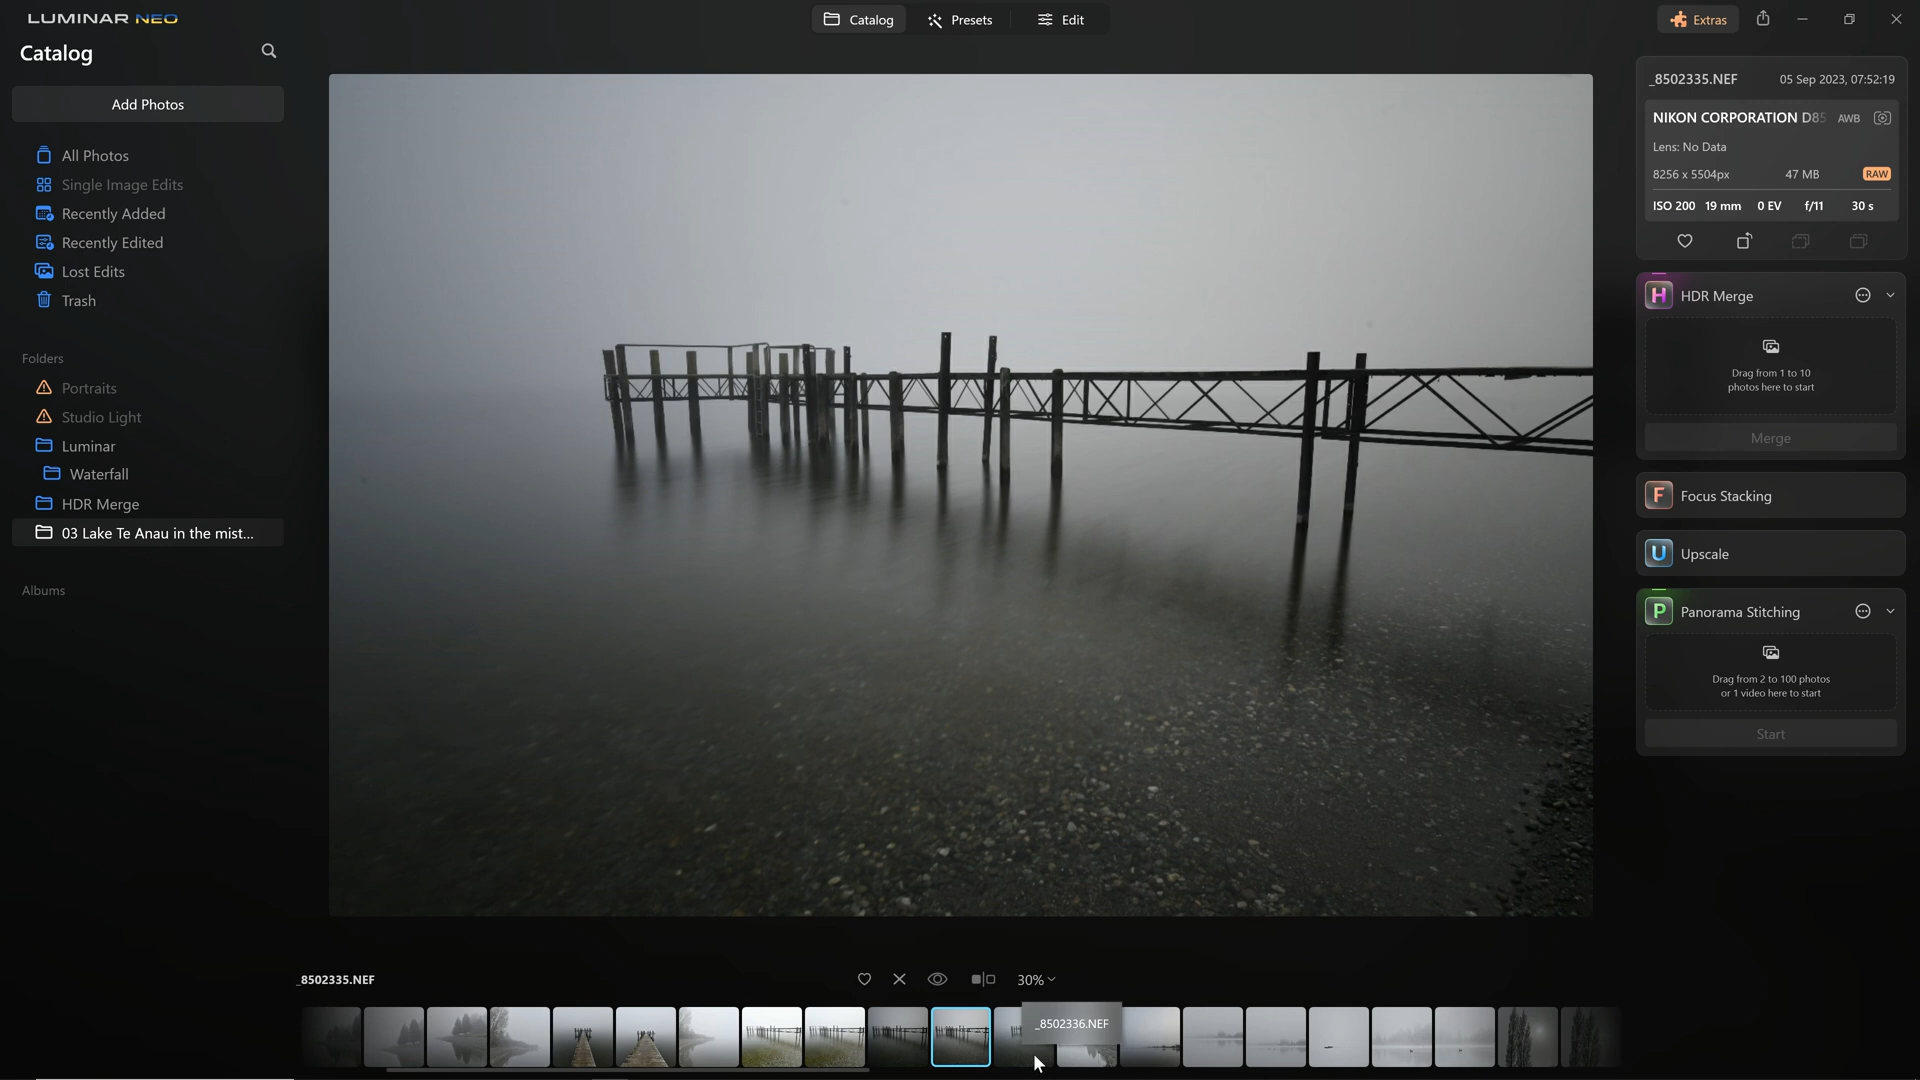 LUMINAR NEO
Catalog
Presets
Edit
Extras
Catalog
Add Photos
All Photos
Single Image Edits
Recently Added
Recently Edited
Lost Edits
Trash
Folders
Portraits
Studio Light
Luminar
Waterfall
HDR Merge
03 Lake Te Anau in the mist...
Albums
_8502335.NEF 05 Sep 2023, 07:52:19
NIKON CORPORATION D85 AWB
Lens: No Data
8256 x 5504px 47 MB RAW
ISO 200 19 mm 0 EV f/11 30 s
H HDR Merge
Drag from 1 to 10
photos here to start
Merge
F Focus Stacking
U Upscale
P Panorama Stitching
Drag from 2 to 100 photos
or 1 video here to start
Start
_8502335.NEF
30%
_8502336.NEF